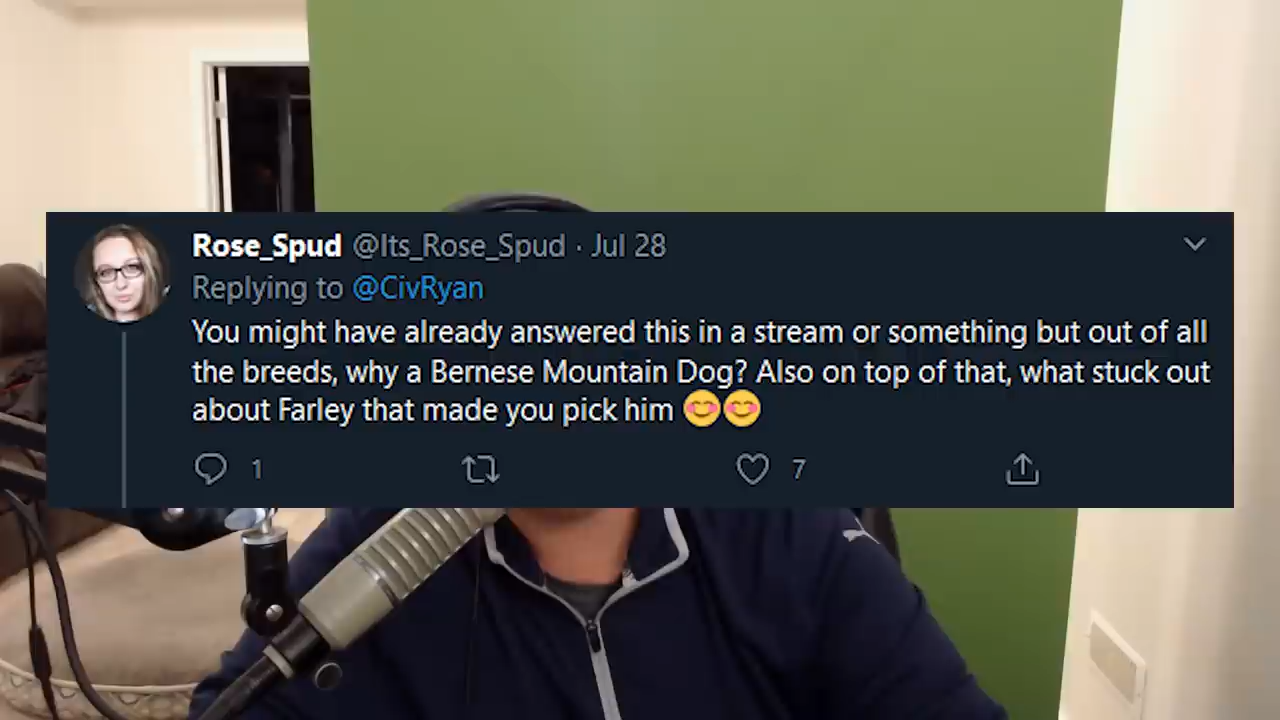 Rose_Spud @Its_Rose_Spud · Jul 28
Replying to @CivRyan
You might have already answered this in a stream or something but out of all
the breeds, why a Bernese Mountain Dog? Also on top of that, what stuck out
about Farley that made you pick him 😊😊
1 7